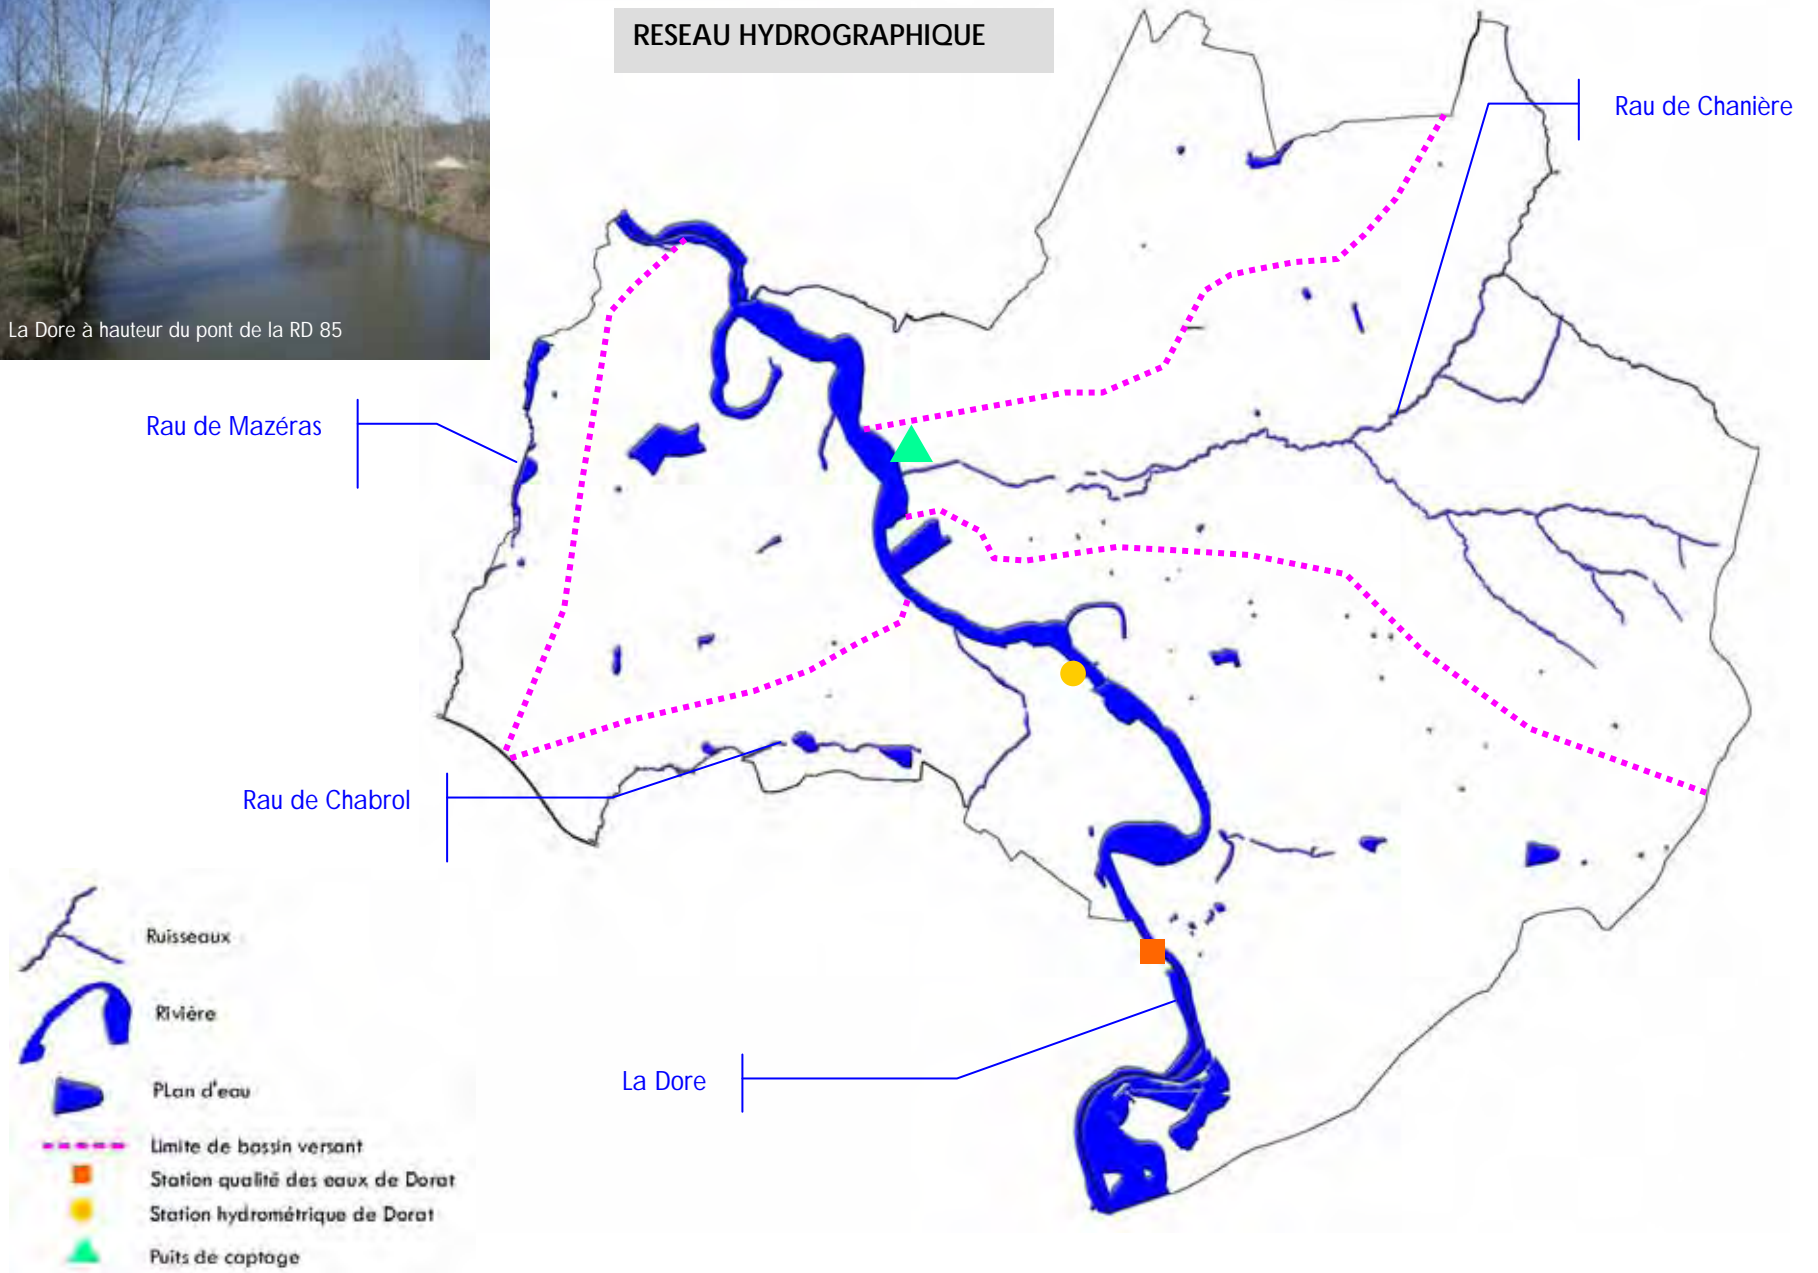 RESEAU HYDROGRAPHIQUE
Rau de Chanière
La Dore à hauteur du pont de la RD 85
Rau de Mazéras
Rau de Chabrol
La Dore
Ruisseaux
Rivière
PLan d'eau
Limite de bassin versant
Station qualité des eaux de Dorat
Station hydrométrique de Dorat
Puits de captage